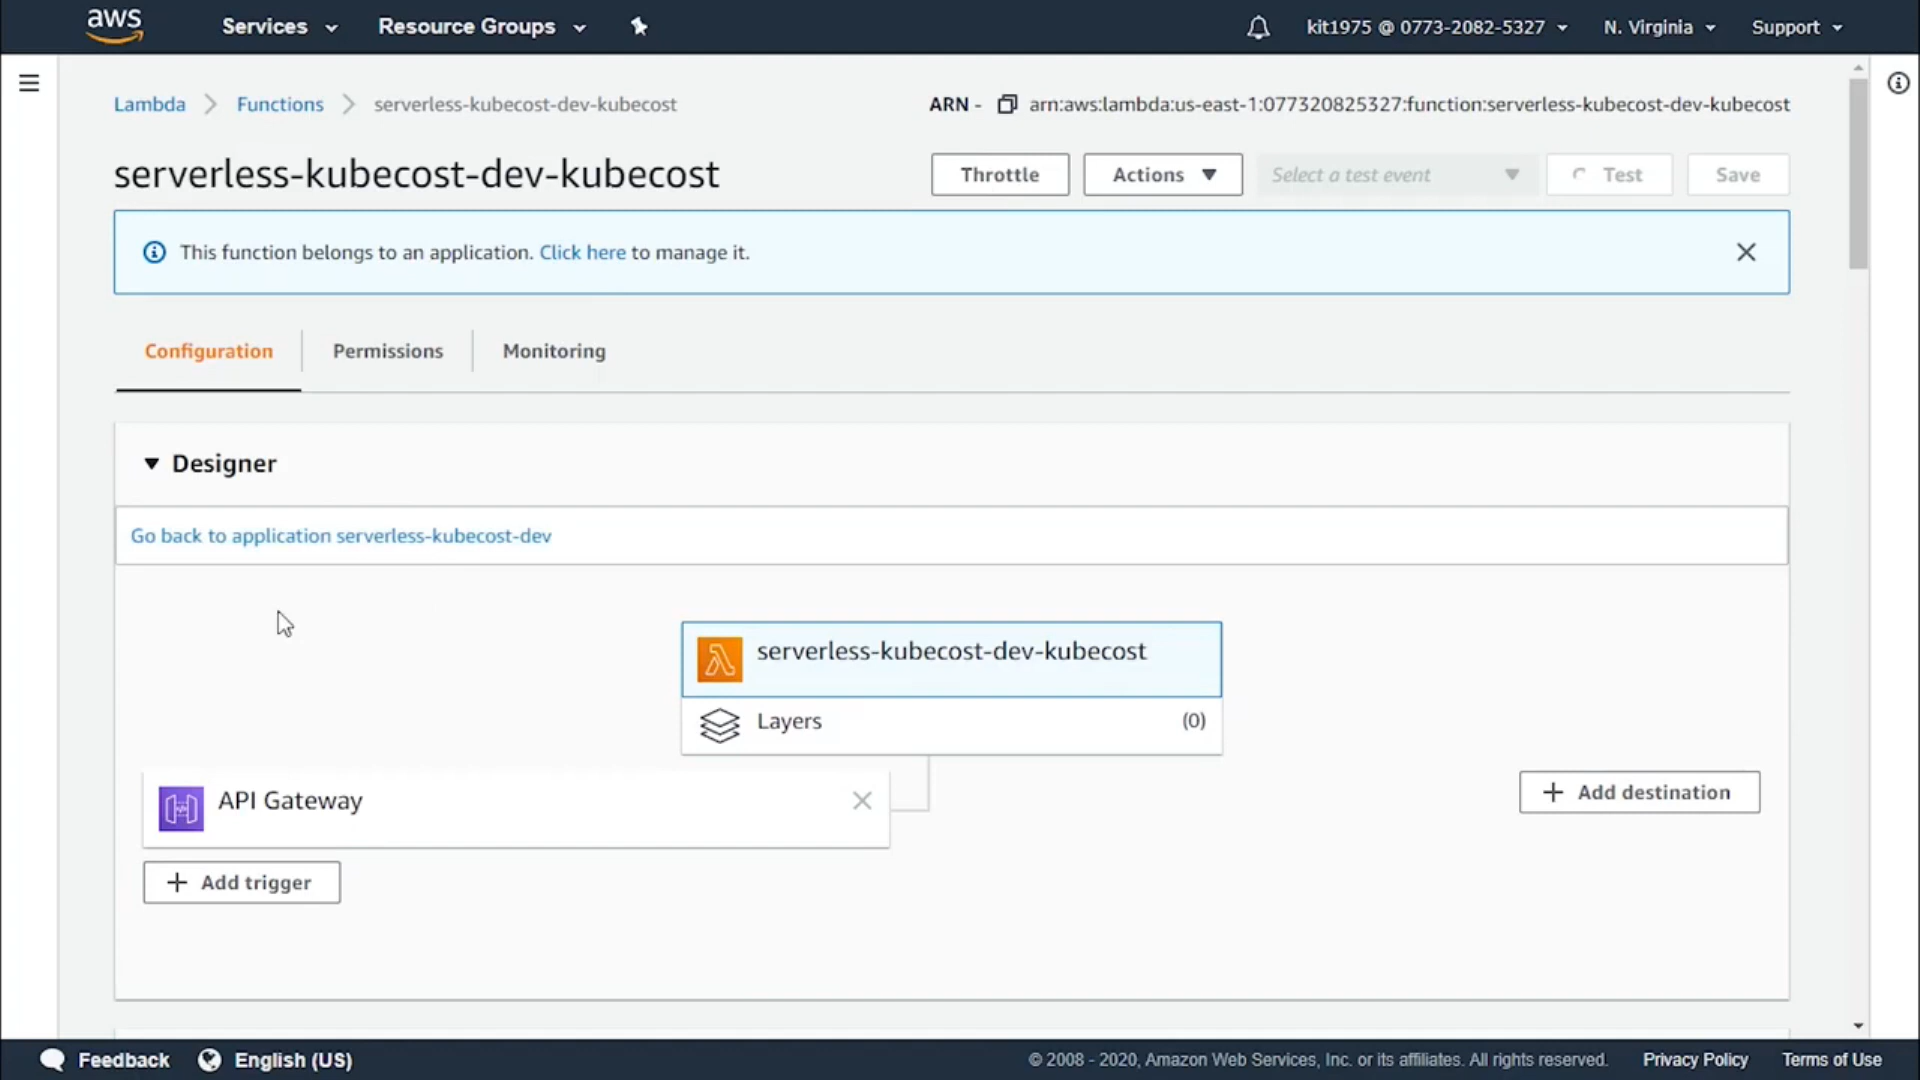 aws Services Resource Groups kit1975 @ 0773-2082-5327 N. Virginia Support
Lambda Functions serverless-kubecost-dev-kubecost ARN - arn:aws:lambda:us-east-1:077320825327:function:serverless-kubecost-dev-kubecost
serverless-kubecost-dev-kubecost Throttle Actions Select a test event Test Save
This function belongs to an application. Click here to manage it.
Configuration Permissions Monitoring
Designer
Go back to application serverless-kubecost-dev
serverless-kubecost-dev-kubecost
Layers (0)
API Gateway
Add destination
Add trigger
Feedback English (US) © 2008 - 2020, Amazon Web Services, Inc. or its affiliates. All rights reserved. Privacy Policy Terms of Use